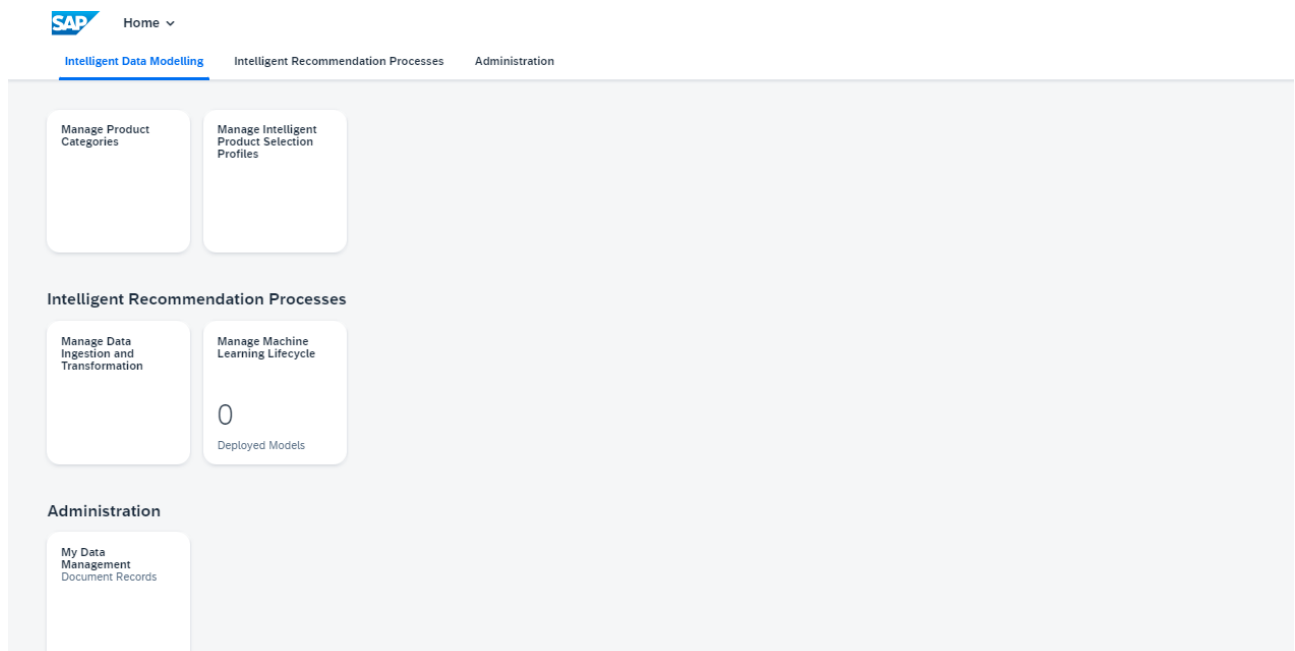 SAP Home
Intelligent Data Modelling Intelligent Recommendation Processes Administration
Manage Product
Categories
Manage Intelligent
Product Selection
Profiles
Intelligent Recommendation Processes
Manage Data
Ingestion and
Transformation
Manage Machine
Learning Lifecycle
0
Deployed Models
Administration
My Data
Management
Document Records